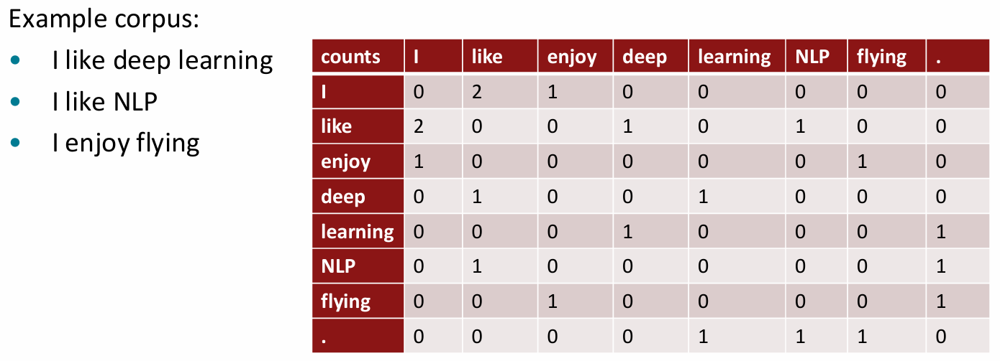 Example corpus:
• I like deep learning
• I like NLP
• I enjoy flying
counts I like enjoy deep learning NLP flying .
I 0 2 1 0 0 0 0 0
like 2 0 0 1 0 1 0 0
enjoy 1 0 0 0 0 0 1 0
deep 0 1 0 0 1 0 0 0
learning 0 0 0 1 0 0 0 1
NLP 0 1 0 0 0 0 0 1
flying 0 0 1 0 0 0 0 1
. 0 0 0 0 1 1 1 0